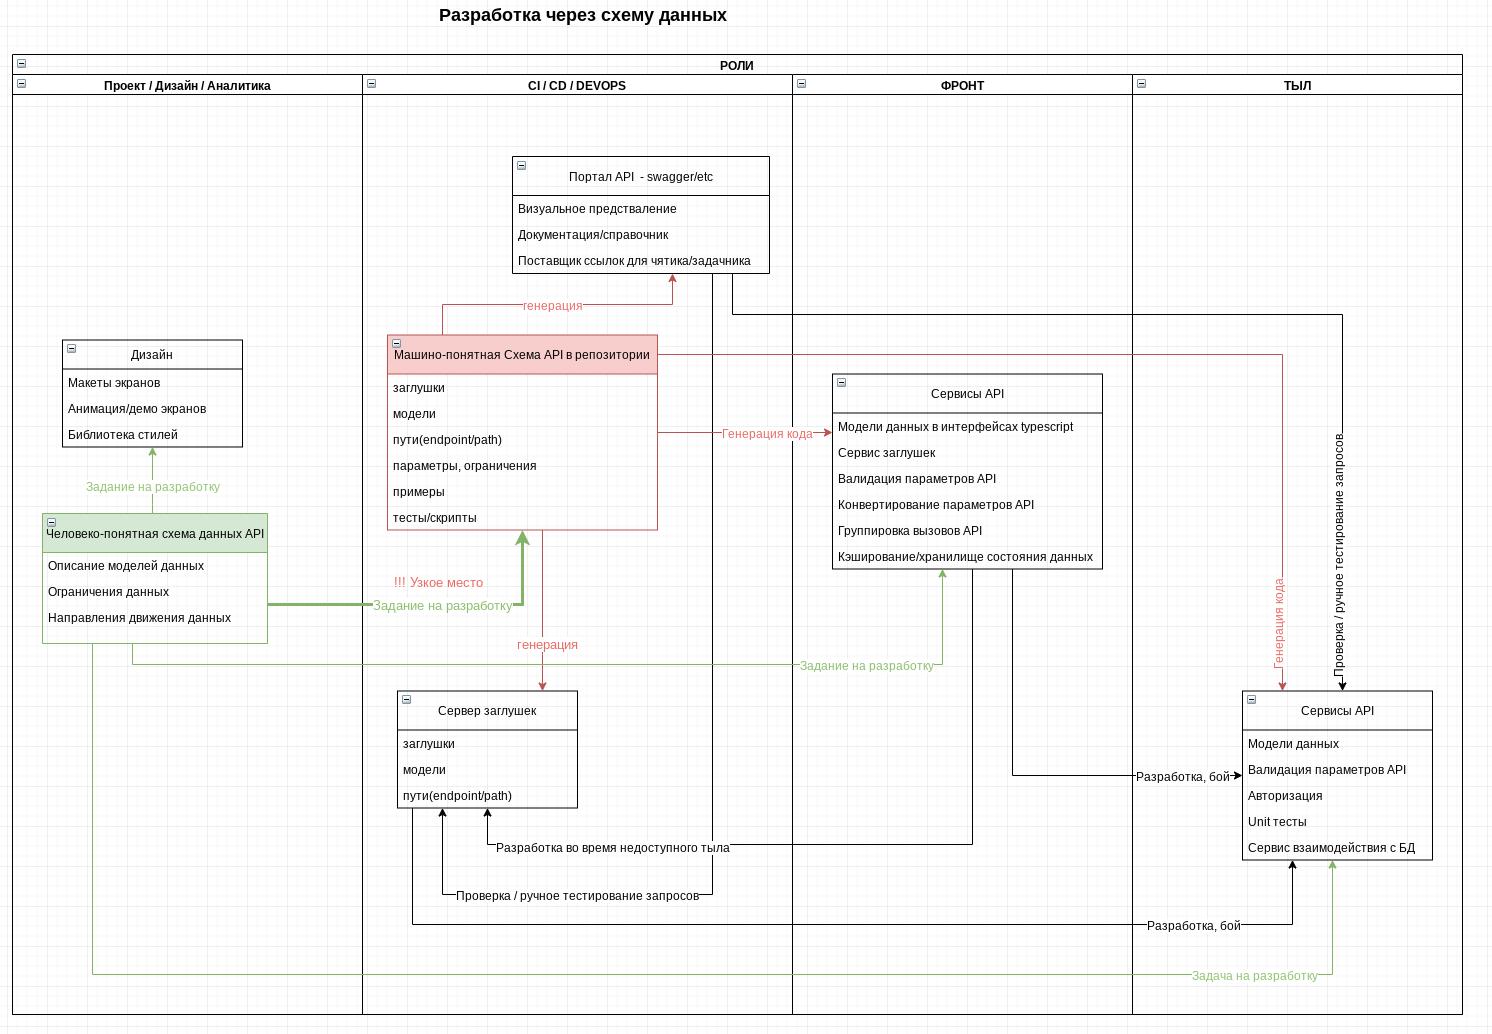 Разработка через схему данных
РОЛИ
Проект / Дизайн / Аналитика
CI / CD / DEVOPS
ФРОНТ
ТЫЛ
Портал API - swagger/etc
Визуальное предстваление
Документация/справочник
Поставщик ссылок для чятика/задачника
генерация
Дизайн
Макеты экранов
Анимация/демо экранов
Библиотека стилей
Задание на разработку
Человеко-понятная схема данных API
Описание моделей данных
Ограничения данных
Направления движения данных
Машино-понятная Схема API в репозитории
заглушки
модели
пути(endpoint/path)
параметры, ограничения
примеры
тесты/скрипты
Генерация кода
!!! Узкое место
Задание на разработку
генерация
Сервисы API
Модели данных в интерфейсах typescript
Сервис заглушек
Валидация параметров API
Конвертирование параметров API
Группировка вызовов API
Кэширование/хранилище состояния данных
Задание на разработку
Генерация кода
Проверка / ручное тестирование запросов
Сервер заглушек
заглушки
модели
пути(endpoint/path)
Сервисы API
Модели данных
Валидация параметров API
Авторизация
Unit тесты
Сервис взаимодействия с БД
Разработка, бой
Разработка во время недоступного тыла
Проверка / ручное тестирование запросов
Разработка, бой
Задача на разработку